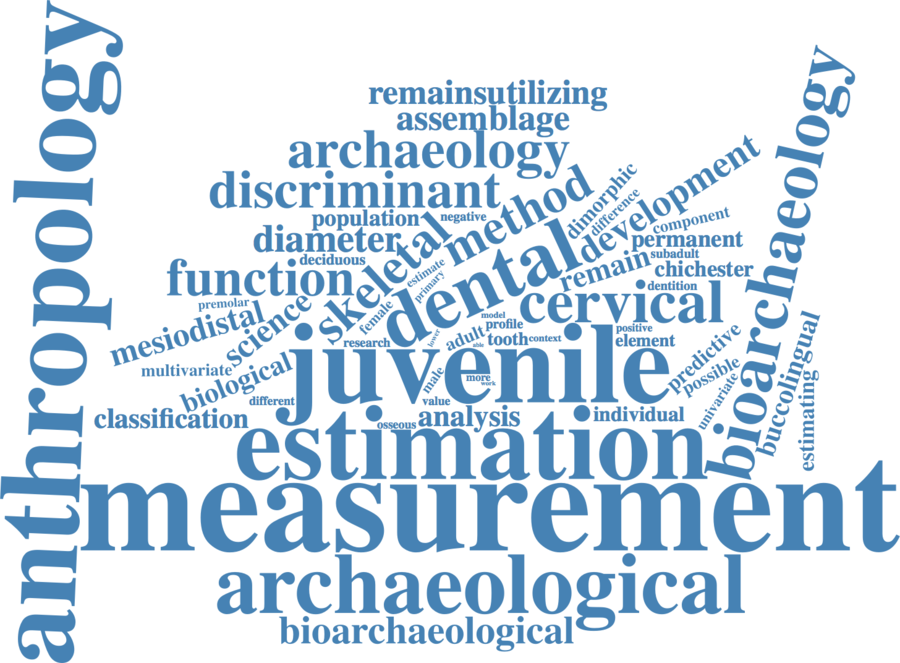 anthropology
remainsutilizing
assemblage
archaeology
discriminant
population
negative
diameter
deciduous
function
skeletal
method
dimorphic
difference
development
component
permanent
subadult
remain
chichester
dentition
dental
estimate
primary
female
premolar
mesiodistal
science
multivariate
biological
different
classification
cervical
model
profile
adult
able
tooth
context
positive
element
research
lower
juvenile
male
more
work
value
predictive
possible
univariate
bioarchaeology
buccolingual
estimating
osseous
analysis
individual
estimation
measurement
archaeological
bioarchaeological